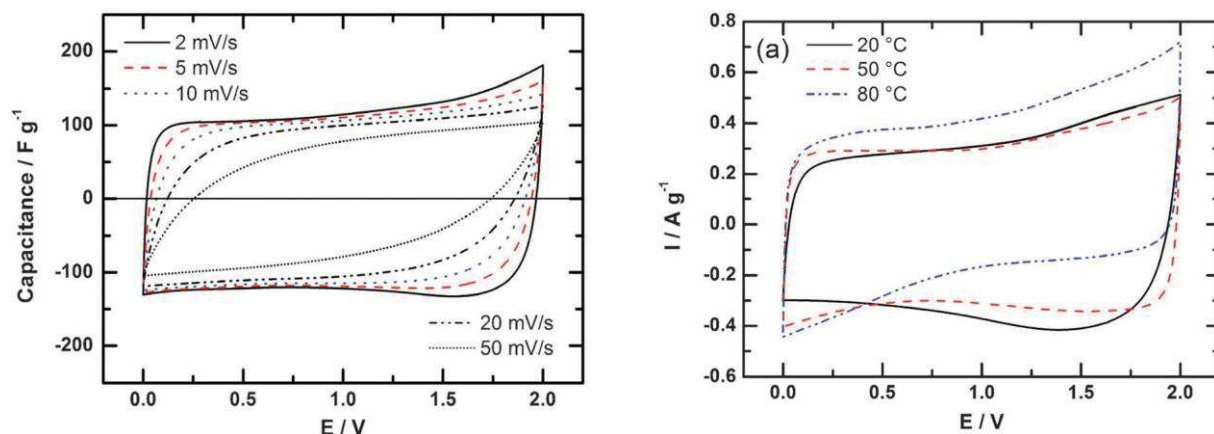 2 mV/s
5 mV/s
10 mV/s
20 mV/s
50 mV/s
Capacitance / F g⁻¹
200
100
0
-100
-200
0.0 0.5 1.0 1.5 2.0
E / V
(a)
20 °C
50 °C
80 °C
I / A g⁻¹
0.8
0.6
0.4
0.2
0.0
-0.2
-0.4
-0.6
0.0 0.5 1.0 1.5 2.0
E / V